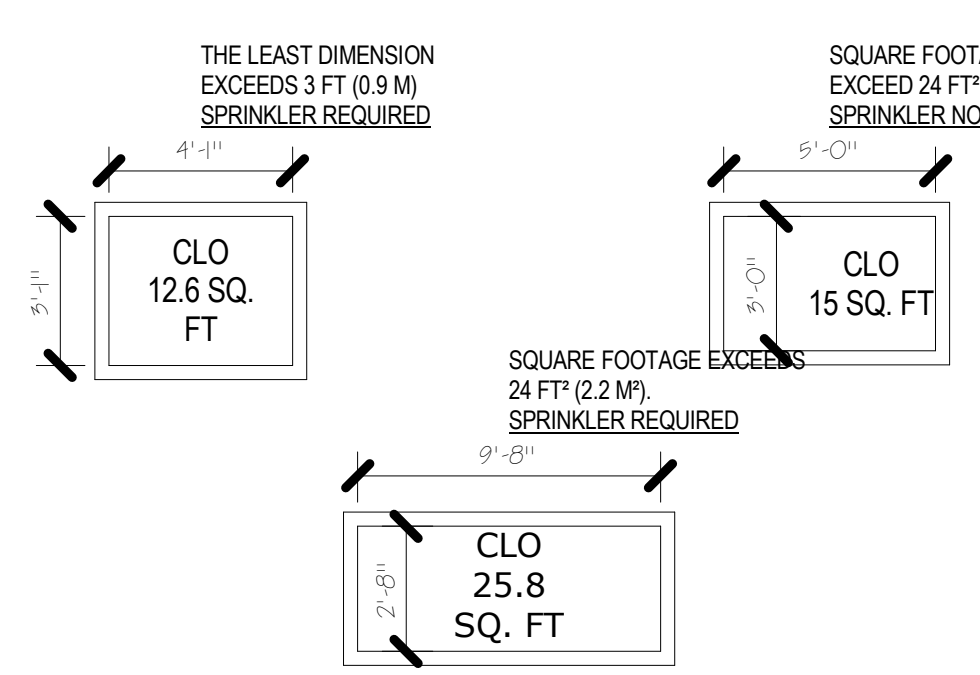 THE LEAST DIMENSION
EXCEEDS 3 FT (0.9 M)
SPRINKLER REQUIRED
4'-1"
3'-1"
CLO
12.6 SQ.
FT
SQUARE
EXCEED 24 FT²
SPRINKLER
5'-0"
3'-0"
CLO
15 SQ. FT
SQUARE FOOTAGE EXCEEDS
24 FT² (2.2 M²).
SPRINKLER REQUIRED
9'-8"
2'-8"
CLO
25.8
SQ. FT